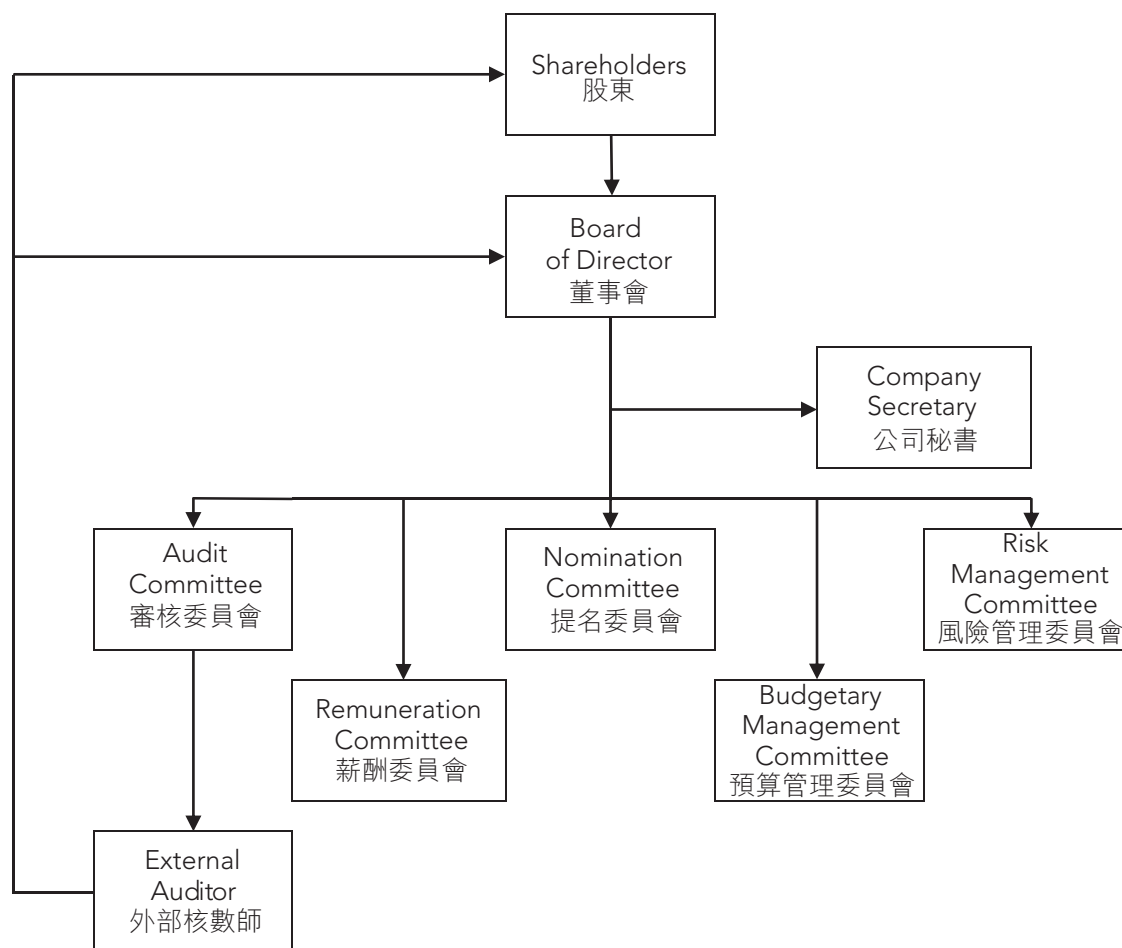 Shareholders
股東
Board
of Director
董事會
Company
Secretary
公司秘書
Audit
Committee
審核委員會
Nomination
Committee
提名委員會
Risk
Management
Committee
風險管理委員會
Remuneration
Committee
薪酬委員會
Budgetary
Management
Committee
預算管理委員會
External
Auditor
外部核數師